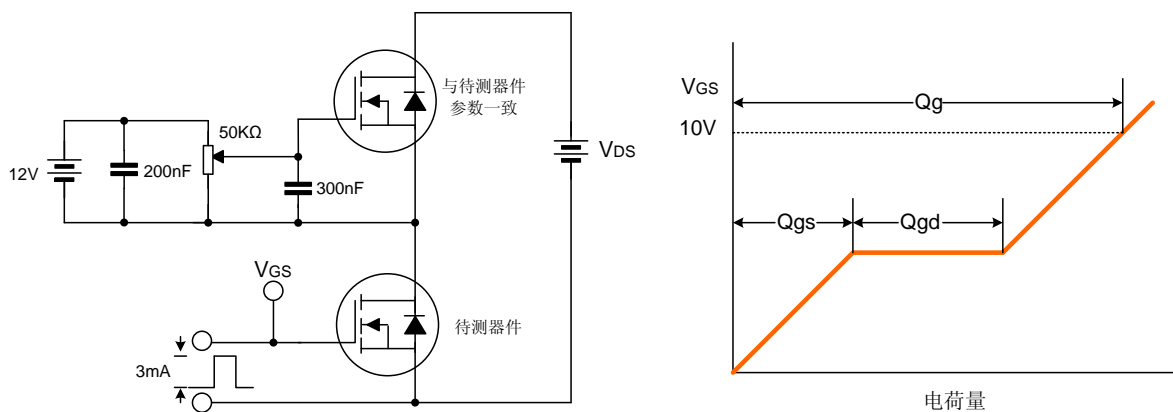 与待测器件
参数一致
50KΩ
12V
200nF
300nF
VDS
VGS
待测器件
3mA
VGS
10V
Qg
Qgs
Qgd
电荷量